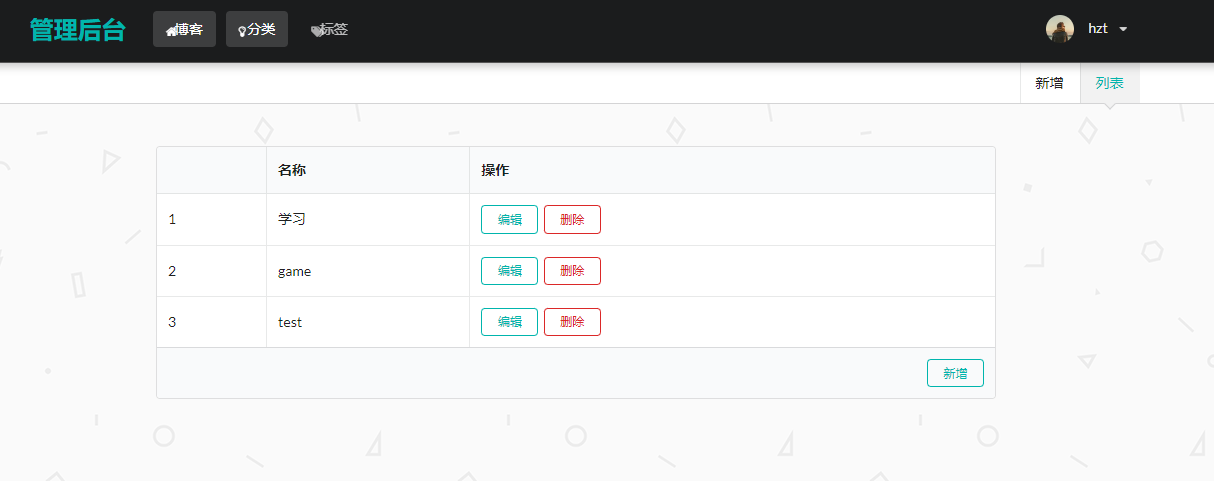 管理后台 博客 分类 标签 hzt
新增 列表
名称 操作
1 学习 编辑 删除
2 game 编辑 删除
3 test 编辑 删除
新增